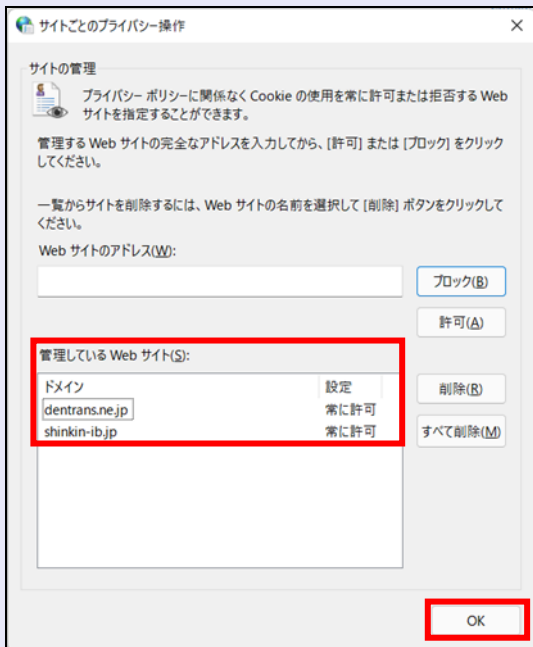 サイトごとのプライバシー操作
サイトの管理
プライバシー ポリシーに関係なく Cookie の使用を常に許可または拒否する Web
サイトを指定することができます。
管理する Web サイトの完全なアドレスを入力してから、[許可] または [ブロック] をクリック
してください。
一覧からサイトを削除するには、Web サイトの名前を選択して [削除] ボタンをクリックして
ください。
Web サイトのアドレス(W):
ブロック(B)
許可(A)
管理している Web サイト(S):
ドメイン 設定
dentrans.ne.jp 常に許可
shinkin-ib.jp 常に許可
削除(R)
すべて削除(M)
OK